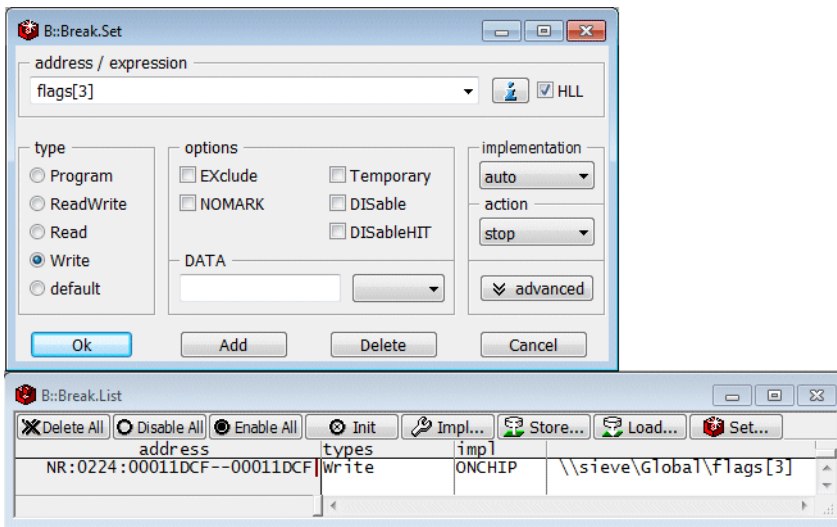 B::Break.Set
address / expression
flags[3]
i HLL
type
options
implementation
Program
EXclude
Temporary
auto
ReadWrite
NOMARK
DISable
action
Read
DISableHIT
stop
Write
DATA
default
advanced
Ok
Add
Delete
Cancel
B::Break.List
Delete All Disable All Enable All Init Impl... Store... Load... Set...
address types impl
NR:0224:00011DCF--00011DCF Write ONCHIP \\sieve\Global\flags[3]